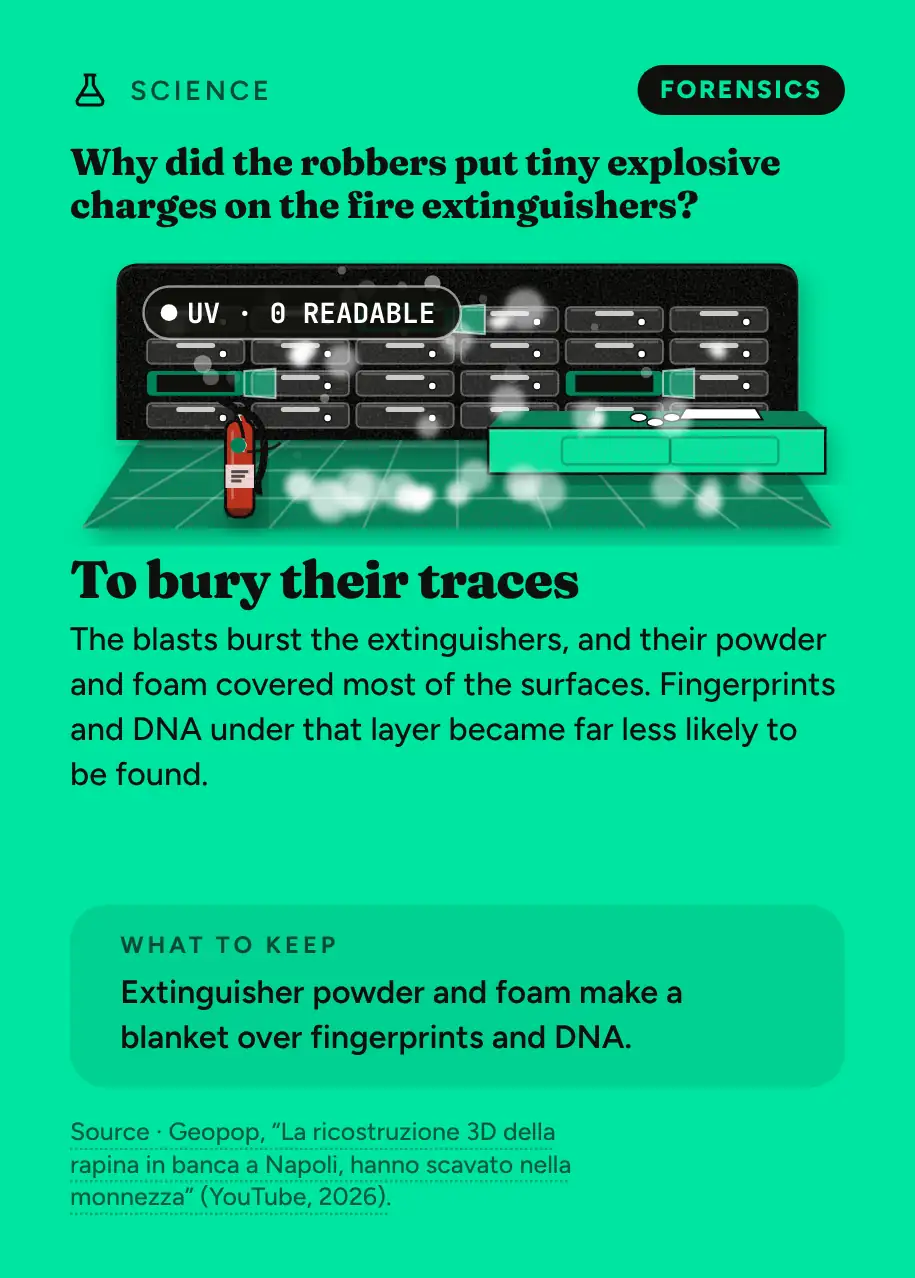 SCIENCE
FORENSICS
Why did the robbers put tiny explosive
charges on the fire extinguishers?
UV · 0 READABLE
To bury their traces
The blasts burst the extinguishers, and their powder
and foam covered most of the surfaces. Fingerprints
and DNA under that layer became far less likely to
be found.
WHAT TO KEEP
Extinguisher powder and foam make a
blanket over fingerprints and DNA.
Source · Geopop, “La ricostruzione 3D della
rapina in banca a Napoli, hanno scavato nella
monnezza” (YouTube, 2026).